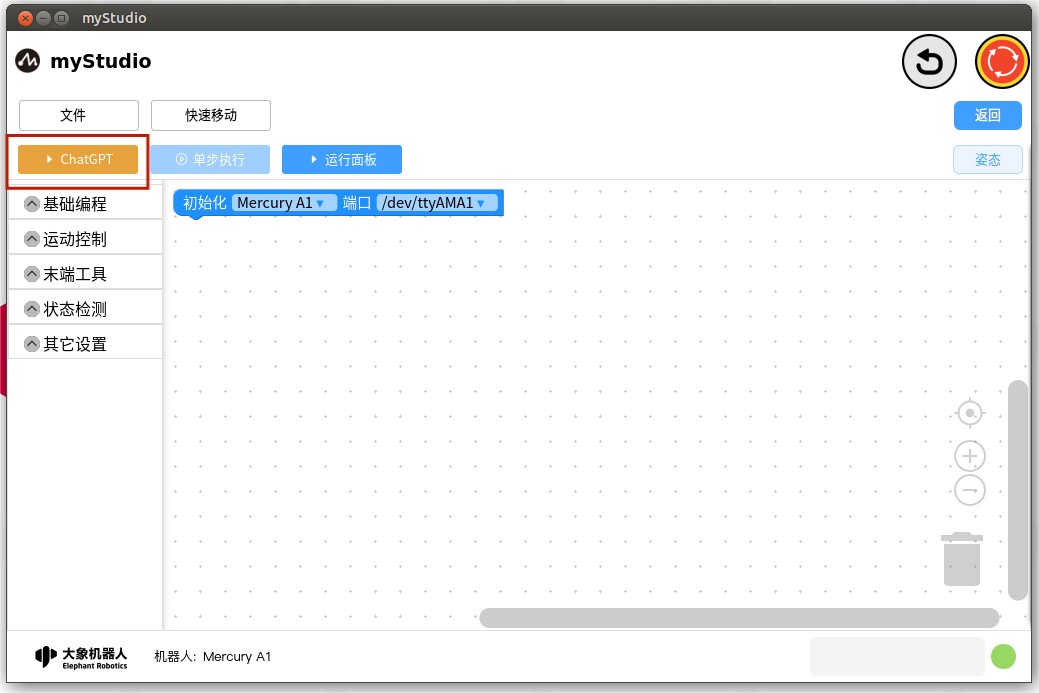 myStudio
myStudio
文件 快速移动 返回
ChatGPT 单步执行 运行面板 姿态
初始化 Mercury A1 端口 /dev/ttyAMA1
基础编程
运动控制
末端工具
状态检测
其它设置
大象机器人
Elephant Robotics
机器人: Mercury A1